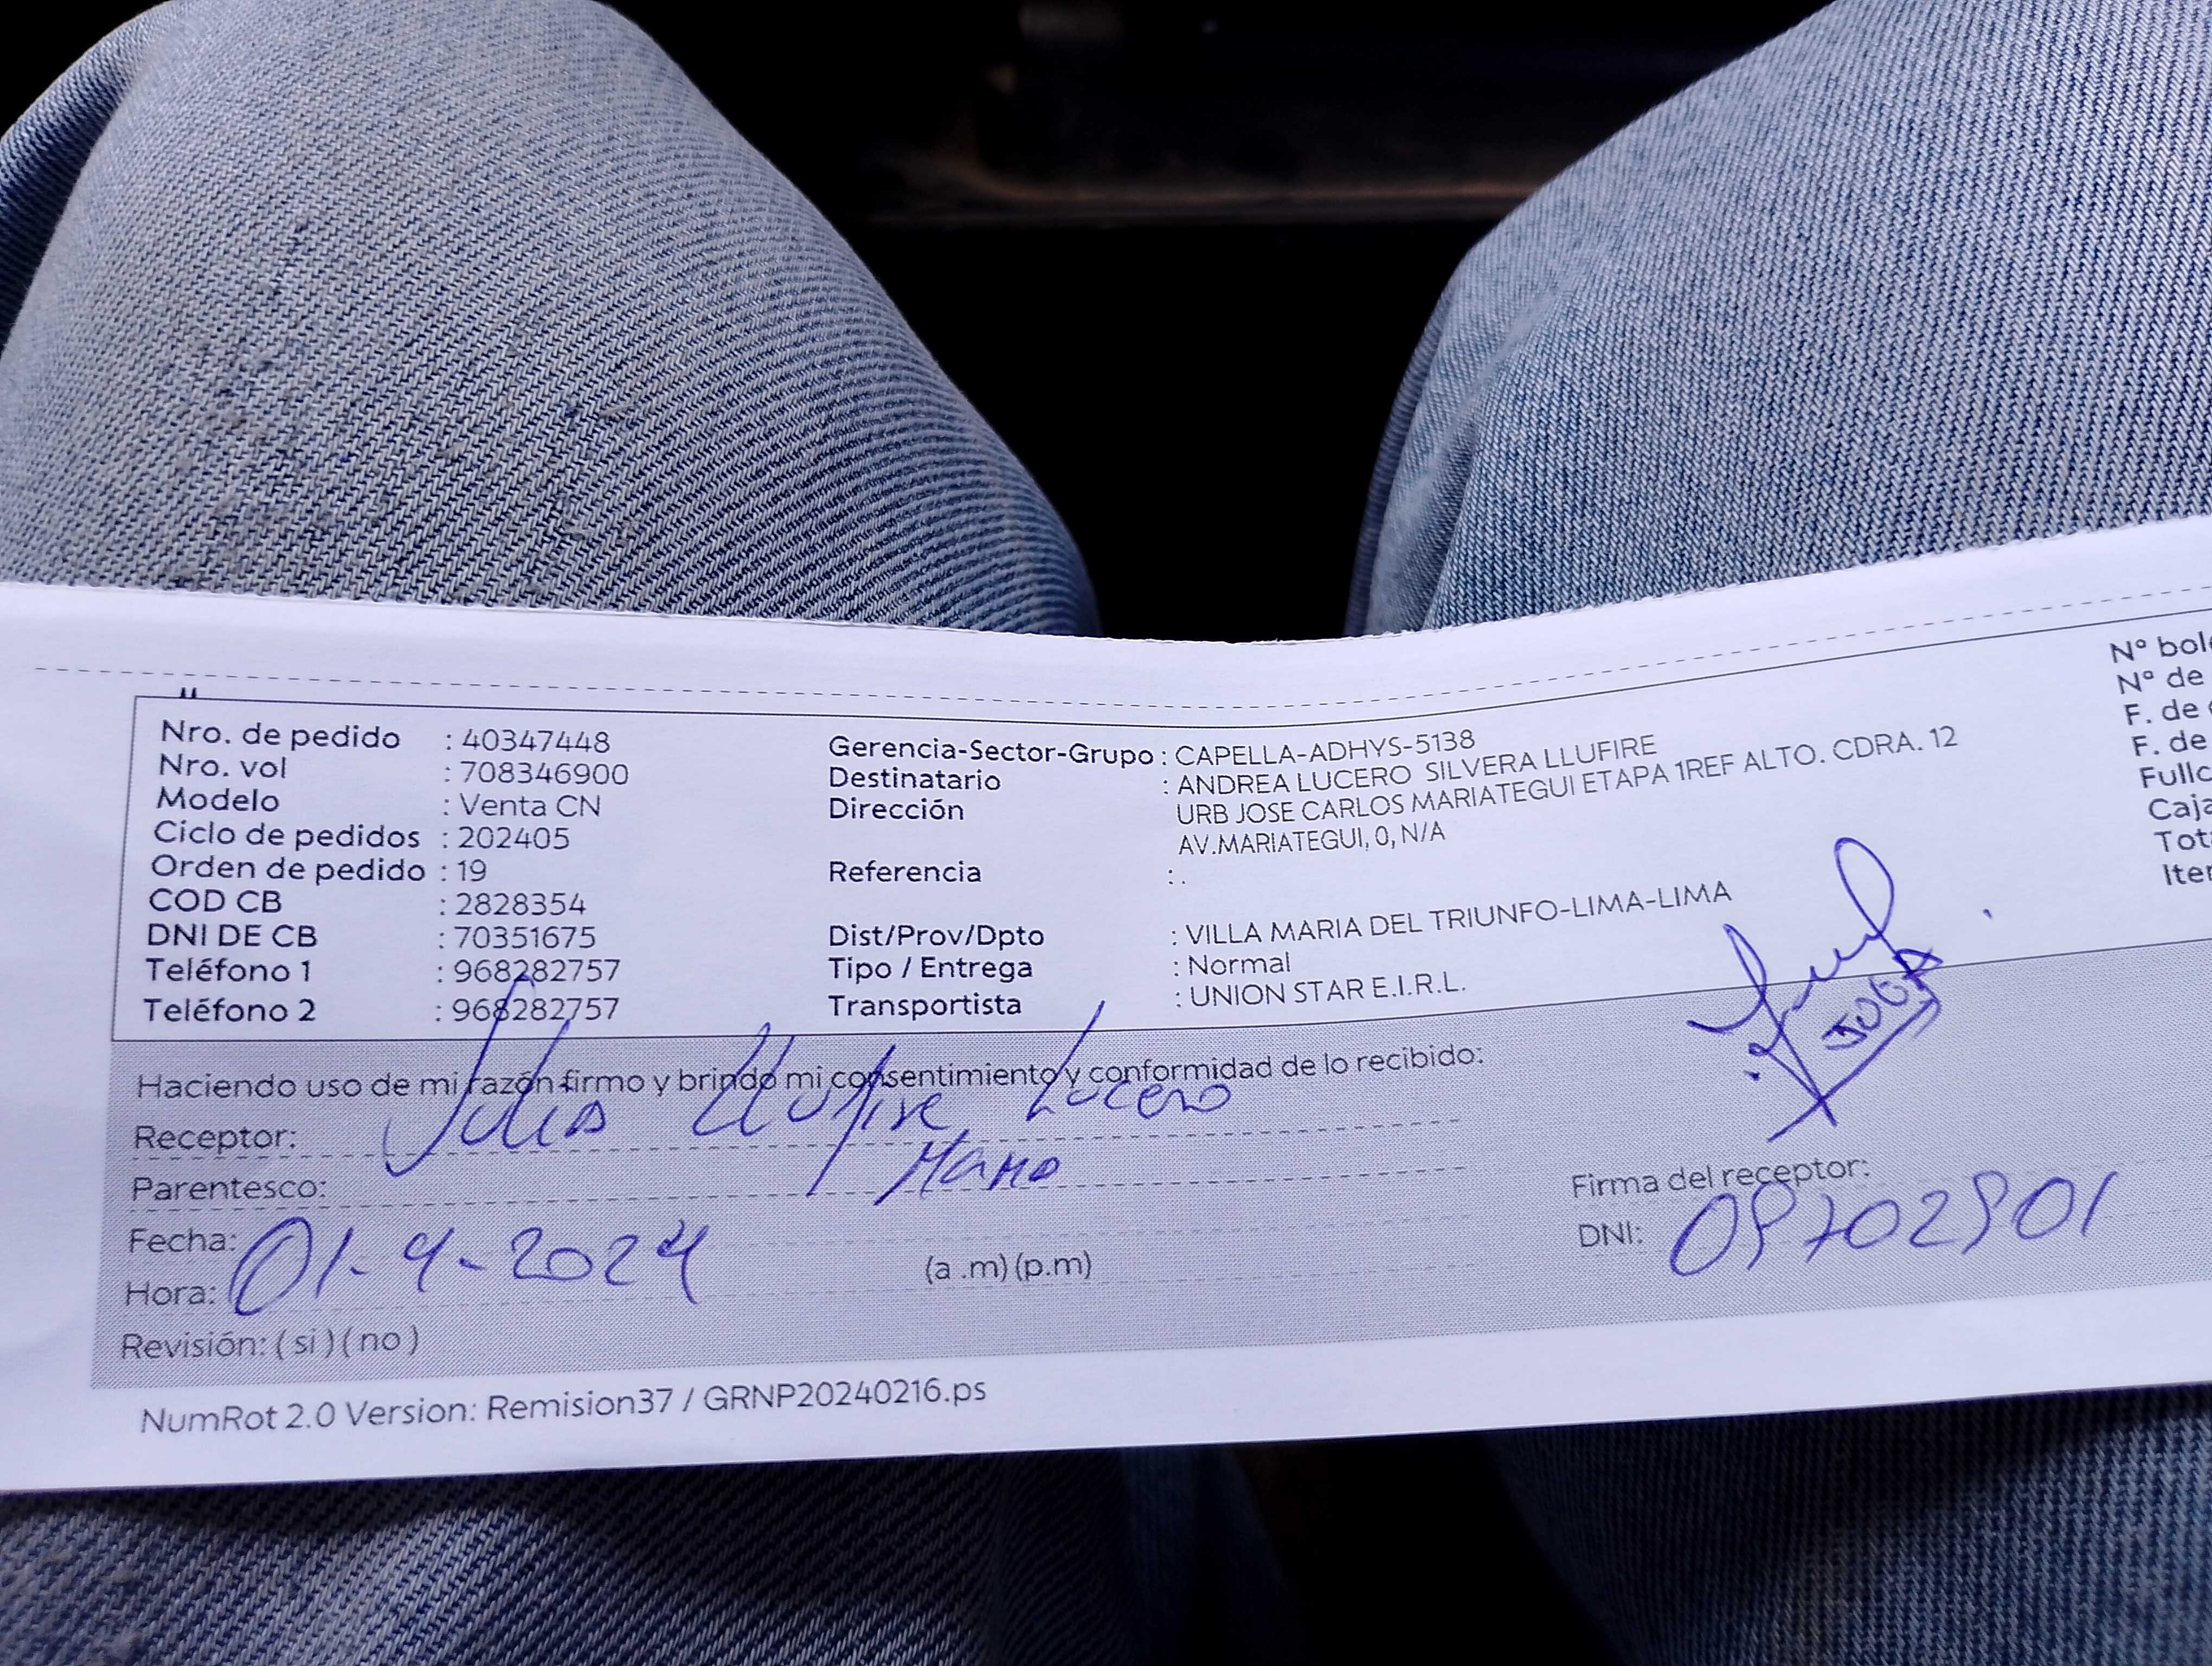 Nro. de pedido : 40347448
Nro. vol : 708346900
Modelo : Venta CN
Ciclo de pedidos : 202405
Orden de pedido : 19
COD CB : 2828354
DNI DE CB : 70351675
Teléfono 1 : 968282757
Teléfono 2 : 968282757
Gerencia-Sector-Grupo : CAPELLA-ADHYS-5138
Destinatario : ANDREA LUCERO SILVERA LLUFIRE
Dirección URB JOSE CARLOS MARIATEGUI ETAPA 1REF ALTO. CDRA. 12
AV.MARIATEGUI, 0, N/A
Referencia : .
Dist/Prov/Dpto : VILLA MARIA DEL TRIUNFO-LIMA-LIMA
Tipo / Entrega : Normal
Transportista : UNION STAR E.I.R.L.
N° bol
N° de
F. de
F. de
Fullc
Caja
Tot
Iter
Haciendo uso de mi razón firmo y brindo mi consentimiento y conformidad de lo recibido:
Receptor: Julia Llufire Lucero
Parentesco: Mama
Fecha: 01-4-2024
Hora: (a .m) (p.m)
Revisión: ( si ) ( no )
Firma del receptor:
DNI: 09702901
NumRot 2.0 Version: Remision37 / GRNP20240216.ps